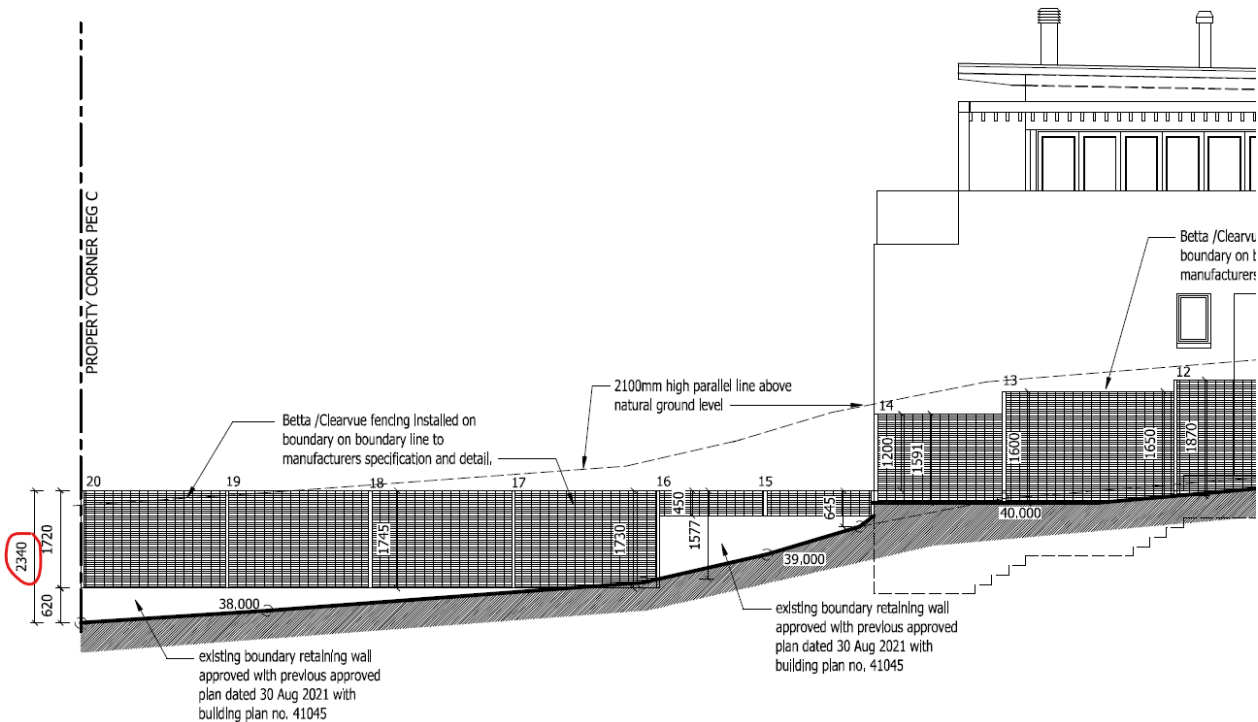 PROPERTY CORNER PEG C
Betta /Clearvue fencing installed on
boundary on boundary line to
manufacturers specification and detail.
2100mm high parallel line above
natural ground level
Betta /Clearvu
boundary on b
manufacturers
20
19
18
17
16
15
14
13
12
2340
1720
620
1745
1730
450
1577
645
1200
1591
1600
1650
1870
38,000
39,000
40.000
existing boundary retaining wall
approved with previous approved
plan dated 30 Aug 2021 with
building plan no. 41045
existing boundary retaining wall
approved with previous approved
plan dated 30 Aug 2021 with
building plan no. 41045